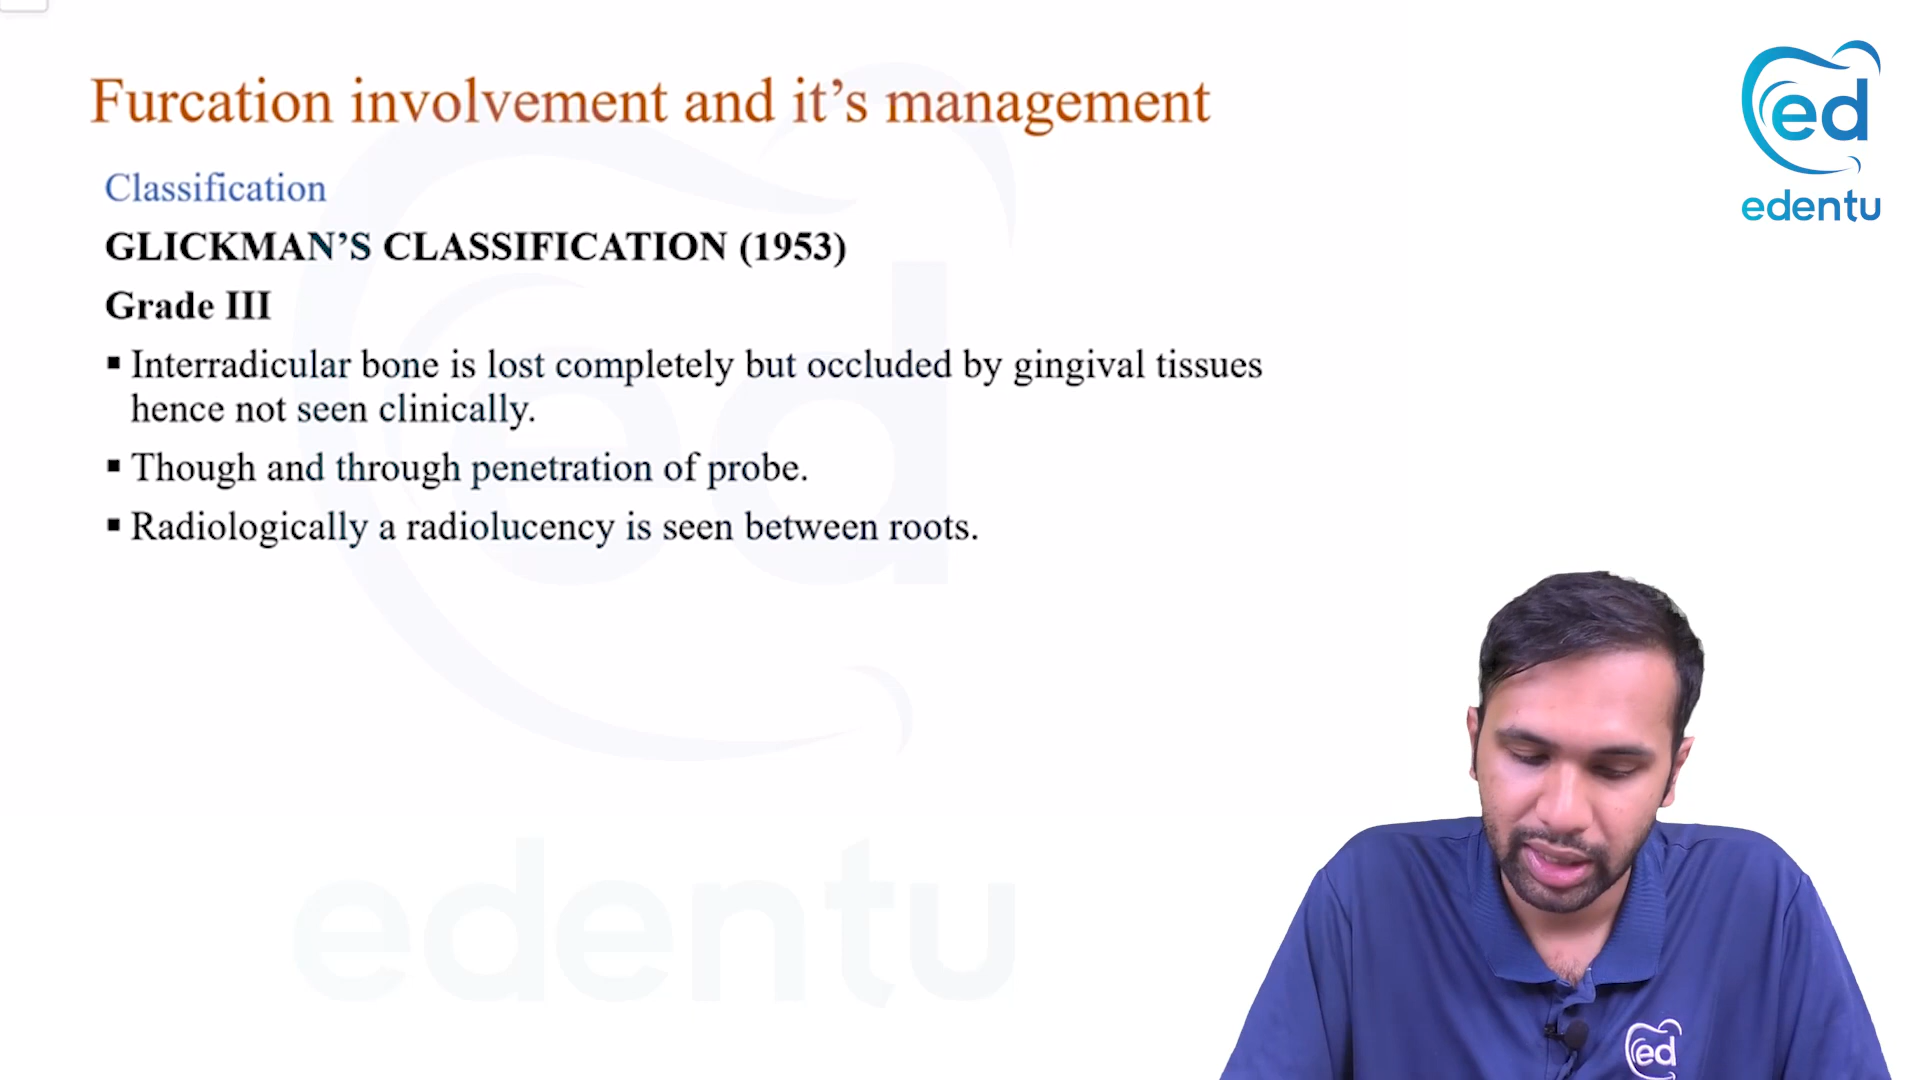 Furcation involvement and it’s management
ed
edentu
Classification
GLICKMAN’S CLASSIFICATION (1953)
Grade III
▪ Interradicular bone is lost completely but occluded by gingival tissues
hence not seen clinically.
▪ Though and through penetration of probe.
▪ Radiologically a radiolucency is seen between roots.
ed
edentu
ed